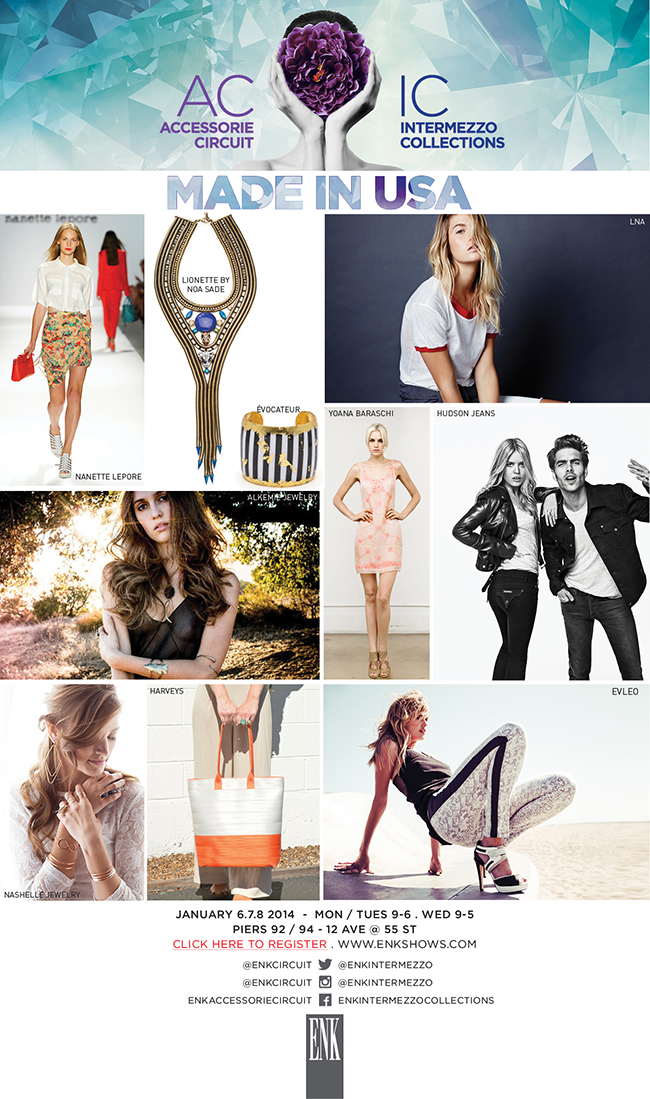 AC
ACCESSORIE
CIRCUIT
IC
INTERMEZZO
COLLECTIONS
MADE IN USA
nanette lepore
NANETTE LEPORE
LIONETTE BY
NOA SADE
ÉVOCATEUR
LNA
YOANA BARASCHI
HUDSON JEANS
ALKEMIE JEWELRY
NASHELLE JEWELRY
HARVEYS
EVLEO
JANUARY 6.7.8 2014 - MON / TUES 9-6 . WED 9-5
PIERS 92 / 94 - 12 AVE @ 55 ST
CLICK HERE TO REGISTER . WWW.ENKSHOWS.COM
@ENKCIRCUIT @ENKINTERMEZZO
@ENKCIRCUIT @ENKINTERMEZZO
ENKACCESSORIECIRCUIT ENKINTERMEZZOCOLLECTIONS
ENK